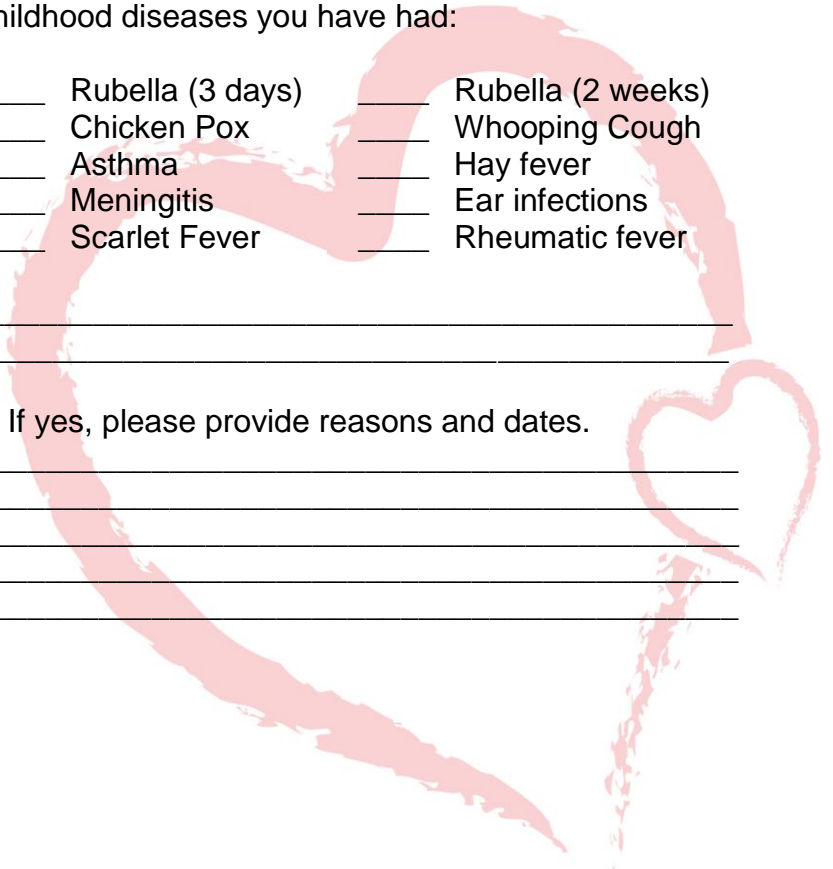 hildhood diseases you have had:
___ Rubella (3 days) ____ Rubella (2 weeks)
___ Chicken Pox ____ Whooping Cough
___ Asthma ____ Hay fever
___ Meningitis ____ Ear infections
___ Scarlet Fever ____ Rheumatic fever
If yes, please provide reasons and dates.